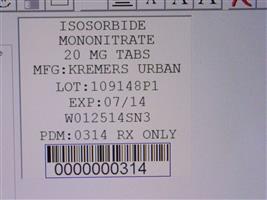 ISOSORBIDE
MONONITRATE
20 MG TABS
MFG:KREMERS URBAN
LOT:109148P1
EXP:07/14
W012514SN3
PDM:0314 RX ONLY
0000000314